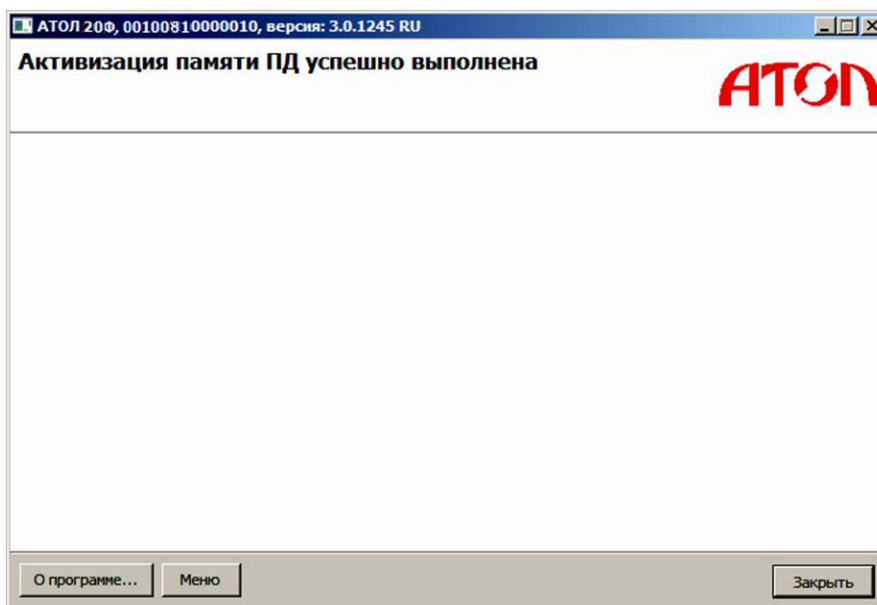 АТОЛ 20Ф, 00100810000010, версия: 3.0.1245 RU
Активизация памяти ПД успешно выполнена
АТОЛ
О программе...
Меню
Закрыть